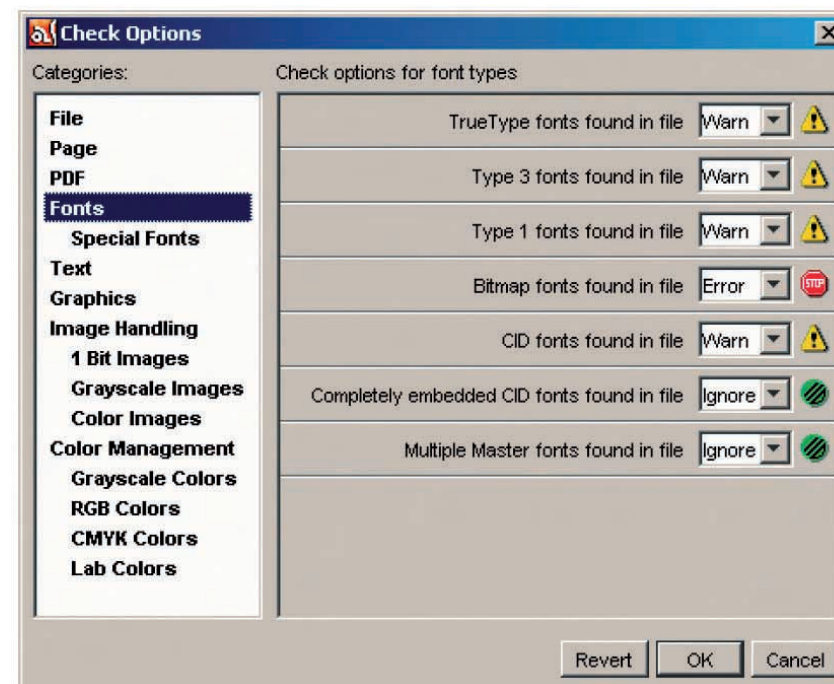 Check Options
Categories:
Check options for font types
File
Page
PDF
Fonts
Special Fonts
Text
Graphics
Image Handling
1 Bit Images
Grayscale Images
Color Images
Color Management
Grayscale Colors
RGB Colors
CMYK Colors
Lab Colors
TrueType fonts found in file Warn
Type 3 fonts found in file Warn
Type 1 fonts found in file Warn
Bitmap fonts found in file Error STOP
CID fonts found in file Warn
Completely embedded CID fonts found in file Ignore
Multiple Master fonts found in file Ignore
Revert OK Cancel